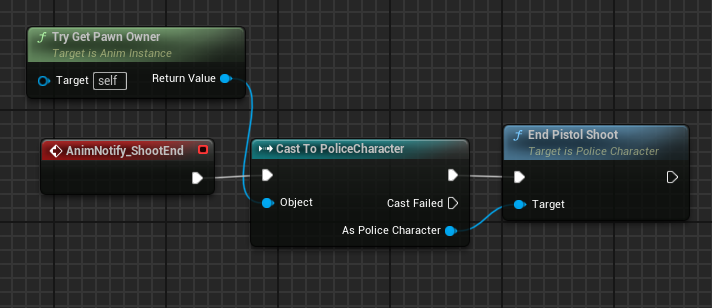 f Try Get Pawn Owner
Target is Anim Instance
Target self Return Value
AnimNotify_ShootEnd
Cast To PoliceCharacter
Object
Cast Failed
As Police Character
f End Pistol Shoot
Target is Police Character
Target